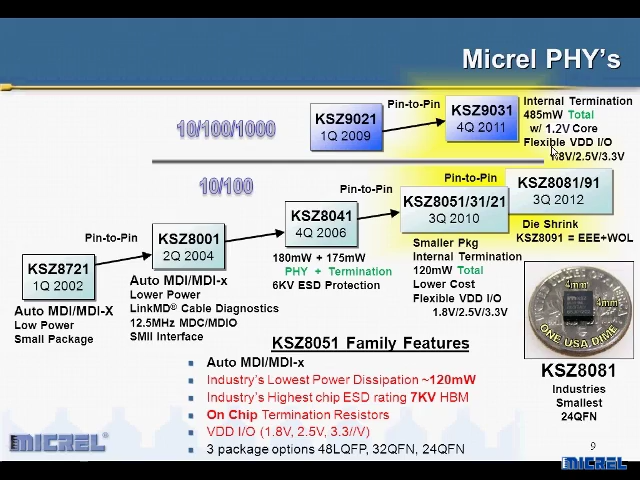 Micrel PHY's
10/100/1000
KSZ9021
1Q 2009
Pin-to-Pin
KSZ9031
4Q 2011
Internal Termination
485mW Total
w/ 1.2V Core
Flexible VDD I/O
1.8V/2.5V/3.3V
10/100
KSZ8721
1Q 2002
Auto MDI/MDI-X
Low Power
Small Package
Pin-to-Pin
KSZ8001
2Q 2004
Auto MDI/MDI-x
Lower Power
LinkMD® Cable Diagnostics
12.5MHz MDC/MDIO
SMII Interface
KSZ8041
4Q 2006
180mW + 175mW
PHY + Termination
6KV ESD Protection
Pin-to-Pin
KSZ8051/31/21
3Q 2010
Smaller Pkg
Internal Termination
120mW Total
Lower Cost
Flexible VDD I/O
1.8V/2.5V/3.3V
Pin-to-Pin
KSZ8081/91
3Q 2012
Die Shrink
KSZ8091 = EEE+WOL
4mm
4mm
ONE USA DIME
KSZ8081
Industries
Smallest
24QFN
KSZ8051 Family Features
Auto MDI/MDI-x
Industry's Lowest Power Dissipation ~120mW
Industry's Highest chip ESD rating 7KV HBM
On Chip Termination Resistors
VDD I/O (1.8V, 2.5V, 3.3//V)
3 package options 48LQFP, 32QFN, 24QFN
MICREL
9
MICREL